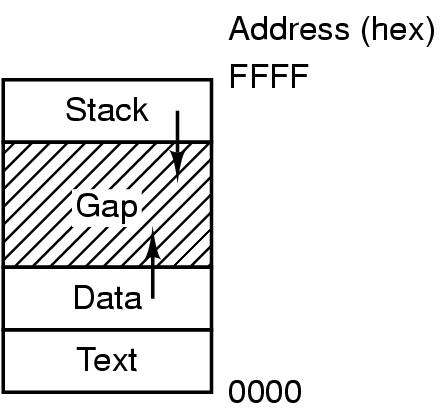 Address (hex)
FFFF
Stack
Gap
Data
Text
0000